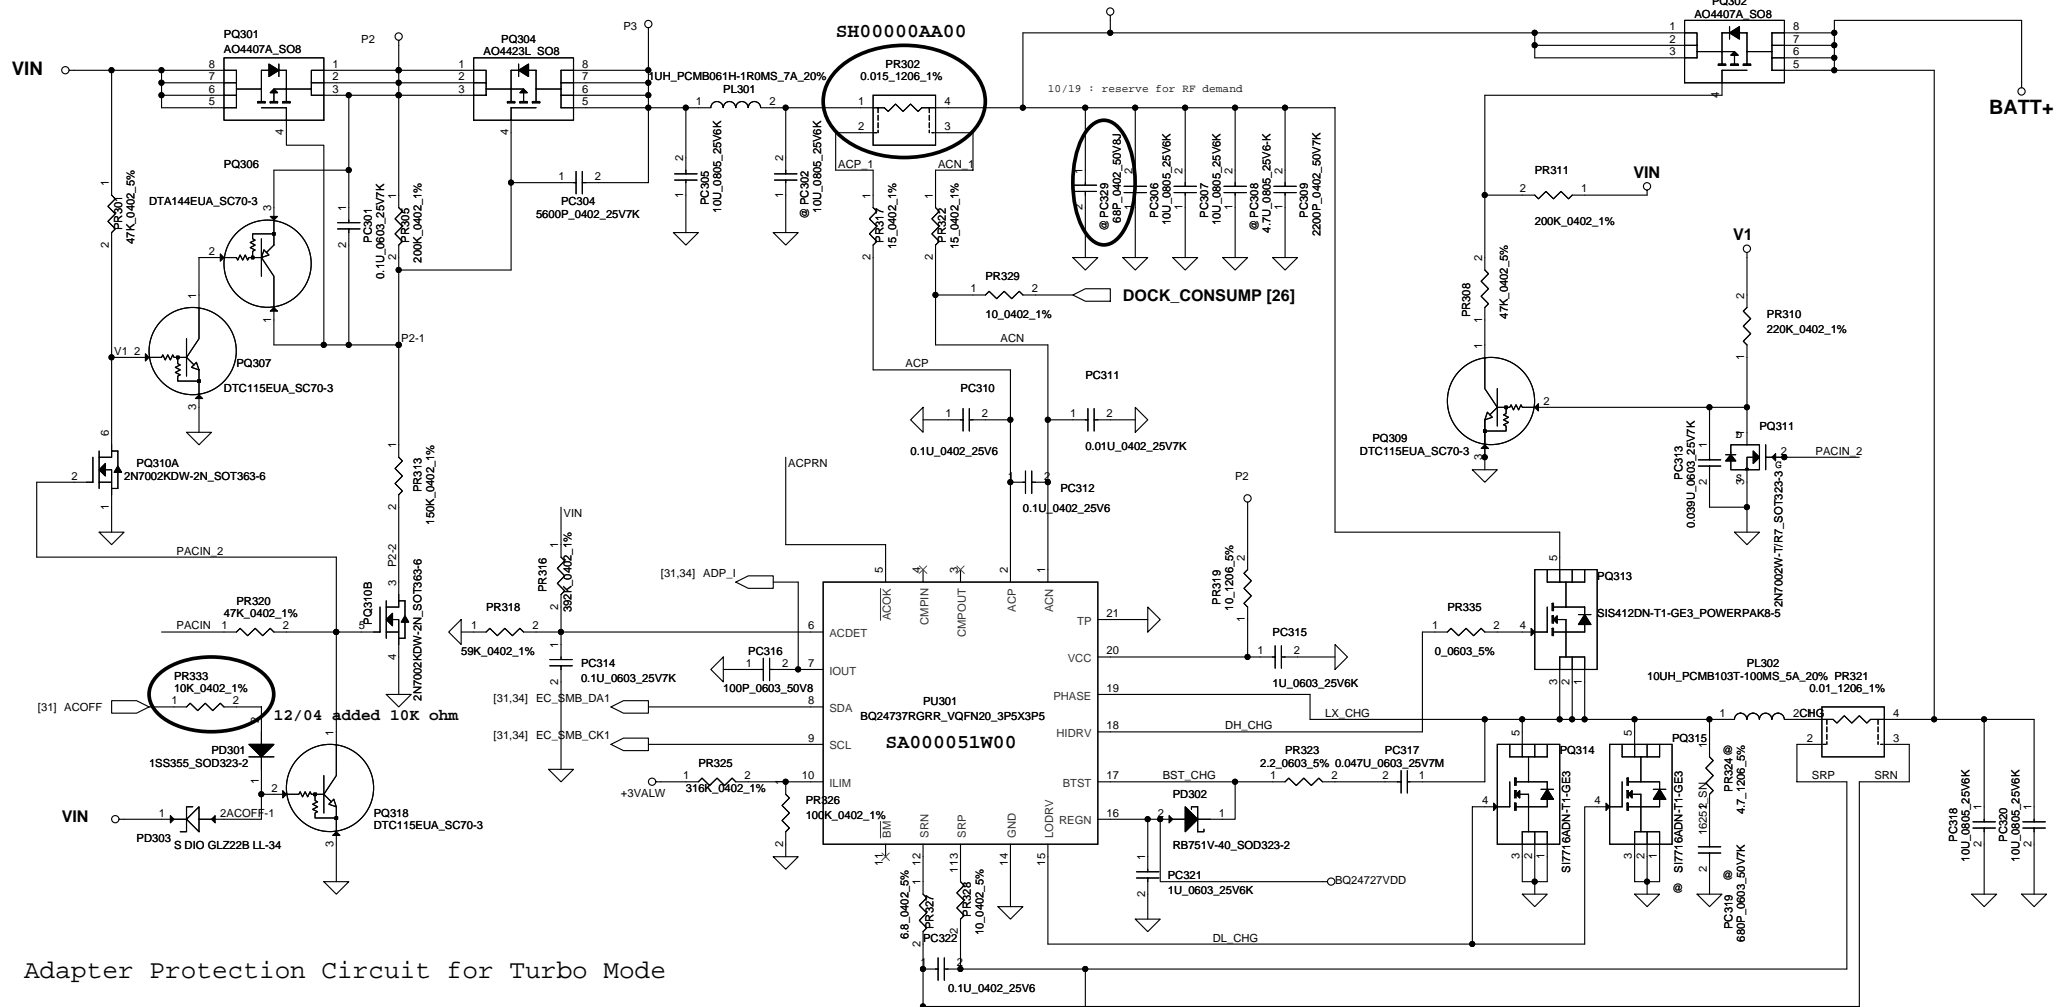 SH00000AA00
PQ301
AO4407A_SO8
P2
PQ304
AO4423L_SO8
P3
VIN
1UH_PCMB061H-1R0MS_7A_20%
PL301
PR302
0.015_1206_1%
10/19 : reserve for RF demand
PQ302
AO4407A_SO8
BATT+
PQ306
DTA144EUA_SC70-3
PR301
47K_0402_5%
PC301
0.1U_0603_25V7K
PR305
200K_0402_1%
PC304
5600P_0402_25V7K
PC305
10U_0805_25V6K
@ PC302
10U_0805_25V6K
ACP_1
ACN_1
PR317
15_0402_1%
PR322
15_0402_1%
@ PC329
68P_0402_50V8J
PC306
10U_0805_25V6K
PC307
10U_0805_25V6K
@ PC308
4.7U_0805_25V6-K
PC309
2200P_0402_50V7K
PR311
200K_0402_1%
VIN
V1
PR308
47K_0402_5%
PR310
220K_0402_1%
PR329
10_0402_1%
DOCK_CONSUMP [26]
ACN
ACP
P2-1
V1
PQ307
DTC115EUA_SC70-3
PC310
0.1U_0402_25V6
PC311
0.01U_0402_25V7K
PC312
0.1U_0402_25V6
PQ309
DTC115EUA_SC70-3
PC313
0.039U_0603_25V7K
PQ311
2N7002W-T/R7_SOT323-3
PACIN_2
PQ310A
2N7002KDW-2N_SOT363-6
PR313
150K_0402_1%
ACPRN
P2
VIN
PACIN_2
P2-2
PQ310B
2N7002KDW-2N_SOT363-6
PR316
392K_0402_1%
[31,34] ADP_I
PR319
10_1206_5%
PR320
47K_0402_1%
PACIN
PR318
59K_0402_1%
PC314
0.1U_0603_25V7K
PC316
100P_0603_50V8
[31,34] EC_SMB_DA1
[31,34] EC_SMB_CK1
ACOK
CMPIN
CMPOUT
ACP
ACN
ACDET
IOUT
SDA
SCL
ILIM
BM
SRN
SRP
GND
LODRV
TP
VCC
PHASE
HIDRV
BTST
REGN
PU301
BQ24737RGRR_VQFN20_3P5X3P5
SA000051W00
PC315
1U_0603_25V6K
PR335
0_0603_5%
PQ313
SIS412DN-T1-GE3_POWERPAK8-5
PL302
10UH_PCMB103T-100MS_5A_20%
PR321
0.01_1206_1%
LX_CHG
DH_CHG
CHG
PR333
10K_0402_1%
[31] ACOFF
12/04 added 10K ohm
PD301
1SS355_SOD323-2
VIN
ACOFF-1
PD303
S DIO GLZ22B LL-34
PQ318
DTC115EUA_SC70-3
PR325
316K_0402_1%
+3VALW
PR326
100K_0402_1%
BST_CHG
PR323
2.2_0603_5%
PC317
0.047U_0603_25V7M
PD302
RB751V-40_SOD323-2
PC321
1U_0603_25V6K
BQ24727VDD
PQ314
SI7716ADN-T1-GE3
PQ315
@ SI7716ADN-T1-GE3
PR324 @
4.7_1206_5%
PC319 @
680P_0603_50V7K
SRP
SRN
PC318
10U_0805_25V6K
PC320
10U_0805_25V6K
PR327
6.8_0402_5%
PR328
10_0402_5%
PC322
0.1U_0402_25V6
DL_CHG
Adapter Protection Circuit for Turbo Mode